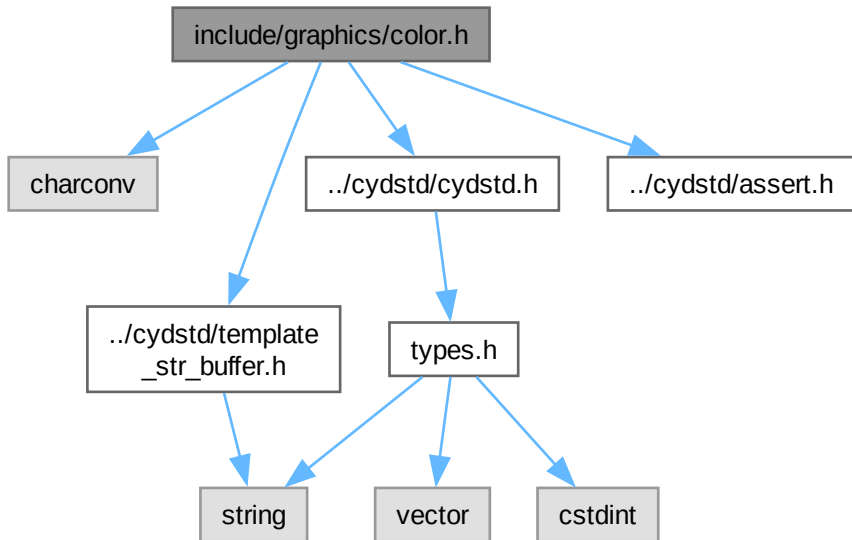 include/graphics/color.h
charconv
../cydstd/cydstd.h
../cydstd/assert.h
../cydstd/template
_str_buffer.h
types.h
string
vector
cstdint